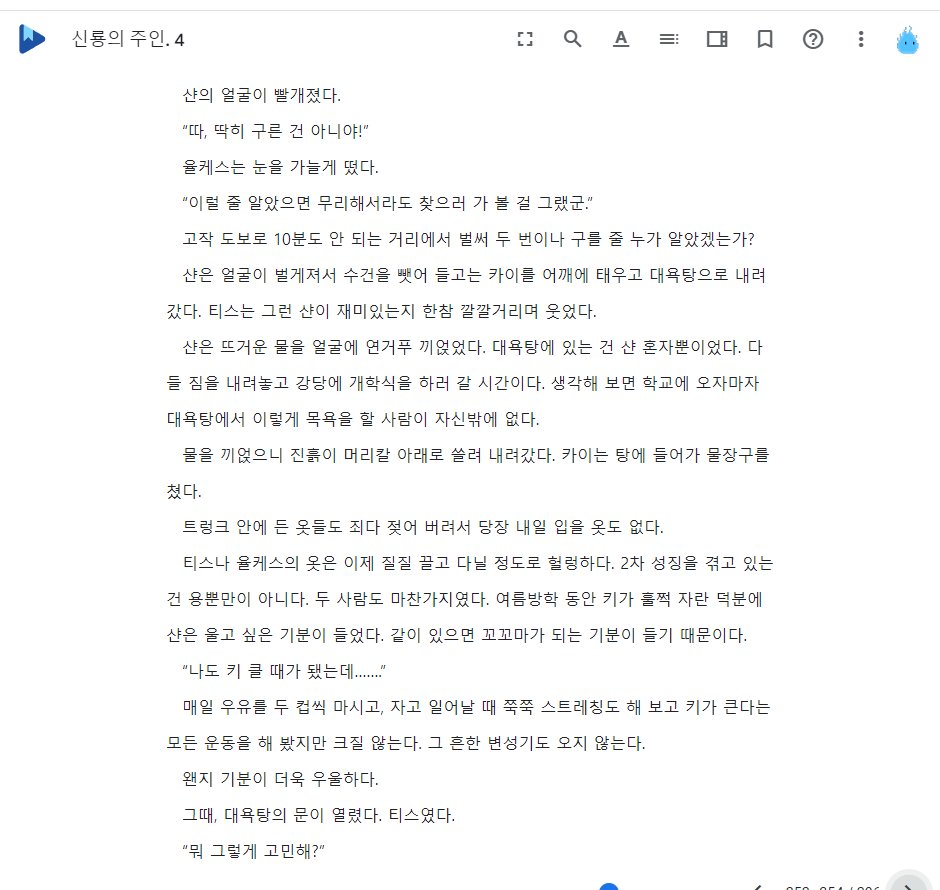 신룡의 주인. 4
샨의 얼굴이 빨개졌다.
“따, 딱히 구른 건 아니야!”
율케스는 눈을 가늘게 떴다.
“이럴 줄 알았으면 무리해서라도 찾으러 가 볼 걸 그랬군.”
고작 도보로 10분도 안 되는 거리에서 벌써 두 번이나 구를 줄 누가 알았겠는가?
샨은 얼굴이 벌게져서 수건을 뺏어 들고는 카이를 어깨에 태우고 대욕탕으로 내려
갔다. 티스는 그런 샨이 재미있는지 한참 깔깔거리며 웃었다.
샨은 뜨거운 물을 얼굴에 연거푸 끼얹었다. 대욕탕에 있는 건 샨 혼자뿐이었다. 다
들 짐을 내려놓고 강당에 개학식을 하러 갈 시간이다. 생각해 보면 학교에 오자마자
대욕탕에서 이렇게 목욕을 할 사람이 자신밖에 없다.
물을 끼얹으니 진흙이 머리칼 아래로 쓸려 내려갔다. 카이는 탕에 들어가 물장구를
쳤다.
트렁크 안에 든 옷들도 죄다 젖어 버려서 당장 내일 입을 옷도 없다.
티스나 율케스의 옷은 이제 질질 끌고 다닐 정도로 헐렁하다. 2차 성징을 겪고 있는
건 용뿐만이 아니다. 두 사람도 마찬가지였다. 여름방학 동안 키가 훌쩍 자란 덕분에
샨은 울고 싶은 기분이 들었다. 같이 있으면 꼬꼬마가 되는 기분이 들기 때문이다.
“나도 키 클 때가 됐는데…….”
매일 우유를 두 컵씩 마시고, 자고 일어날 때 쭉쭉 스트레칭도 해 보고 키가 큰다는
모든 운동을 해 봤지만 크질 않는다. 그 흔한 변성기도 오지 않는다.
왠지 기분이 더욱 우울하다.
그때, 대욕탕의 문이 열렸다. 티스였다.
“뭐 그렇게 고민해?”